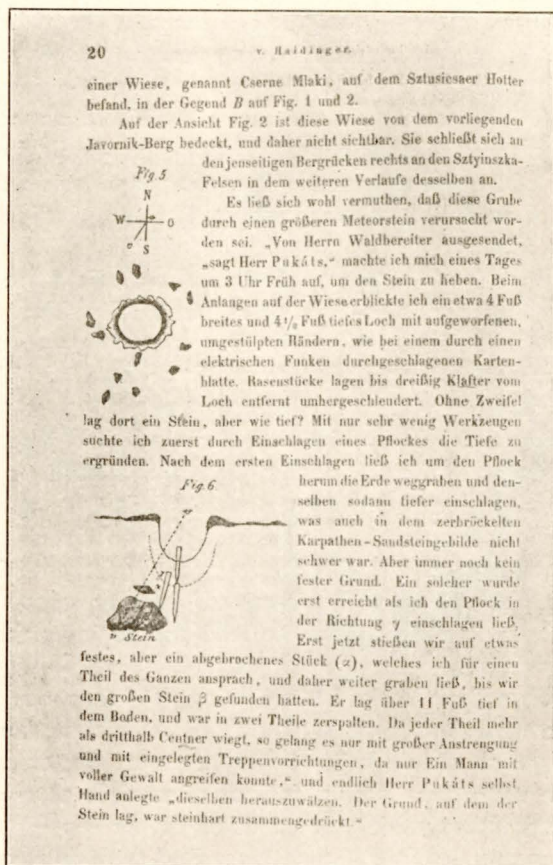 20
v. Haidinger.
einer Wiese, genannt Cserne Mlaki, auf dem Sztusicsaer Hotter
befand, in der Gegend B auf Fig. 1 und 2.
Auf der Ansicht Fig. 2 ist diese Wiese von dem vorliegenden
Javornik-Berg bedeckt, und daher nicht sichtbar. Sie schließt sich an
den jenseitigen Bergrücken rechts an den Sztyinszka-
Felsen in dem weiteren Verlaufe desselben an.
Fig. 5
N
W
O
S
Es ließ sich wohl vermuthen, daß diese Grube
durch einen größeren Meteorstein verursacht wor-
den sei. „Von Herrn Waldbereiter ausgesendet,
„sagt Herr Pukáts,“ machte ich mich eines Tages
um 3 Uhr Früh auf, um den Stein zu heben. Beim
Anlangen auf der Wiese erblickte ich ein etwa 4 Fuß
breites und 4½ Fuß tiefes Loch mit aufgeworfenen,
umgestülpten Rändern, wie bei einem durch einen
elektrischen Funken durchgeschlagenen Karten-
blatte. Rasenstücke lagen bis dreißig Klafter vom
Loch entfernt umhergeschleudert. Ohne Zweifel
lag dort ein Stein, aber wie tief? Mit nur sehr wenig Werkzeugen
suchte ich zuerst durch Einschlagen eines Pflockes die Tiefe zu
ergründen. Nach dem ersten Einschlagen ließ ich um den Pflock
herum die Erde weggraben und den-
selben sodann tiefer einschlagen,
was auch in dem zerbröckelten
Karpathen-Sandsteingebilde nicht
schwer war. Aber immer noch kein
fester Grund. Ein solcher wurde
erst erreicht als ich den Pflock in
der Richtung γ einschlagen ließ.
Erst jetzt stießen wir auf etwas
Fig. 6
Stein
festes, aber ein abgebrochenes Stück (α), welches ich für einen
Theil des Ganzen ansprach, und daher weiter graben ließ, bis wir
den großen Stein β gefunden hatten. Er lag über 11 Fuß tief in
dem Boden, und war in zwei Theile zerspalten. Da jeder Theil mehr
als dritthalb Centner wiegt, so gelang es nur mit großer Anstrengung
und mit eingelegten Treppenvorrichtungen, da nur Ein Mann mit
voller Gewalt angreifen konnte,“ und endlich Herr Pukáts selbst
Hand anlegte „dieselben herauszuwälzen. Der Grund, auf dem der
Stein lag, war steinhart zusammengedrückt.“